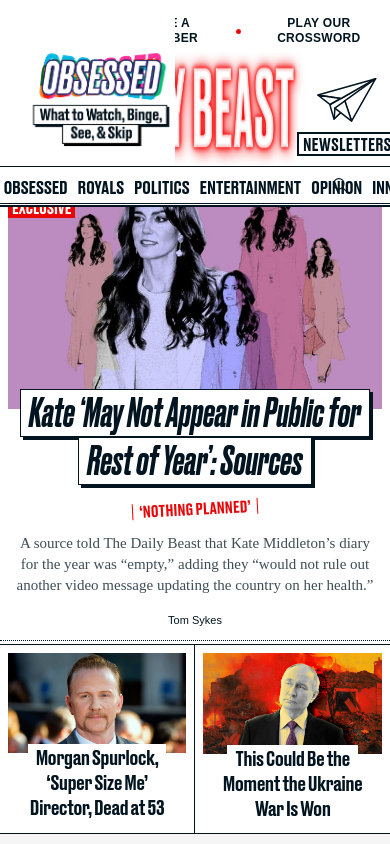 E A
BER
PLAY OUR
CROSSWORD
OBSESSED
What to Watch, Binge,
See, & Skip
Y BEAST
NEWSLETTERS
OBSESSED ROYALS POLITICS ENTERTAINMENT OPINION INN
EXCLUSIVE
Kate ‘May Not Appear in Public for
Rest of Year’: Sources
‘NOTHING PLANNED’
A source told The Daily Beast that Kate Middleton’s diary
for the year was “empty,” adding they “would not rule out
another video message updating the country on her health.”
Tom Sykes
Morgan Spurlock,
‘Super Size Me’
Director, Dead at 53
This Could Be the
Moment the Ukraine
War Is Won